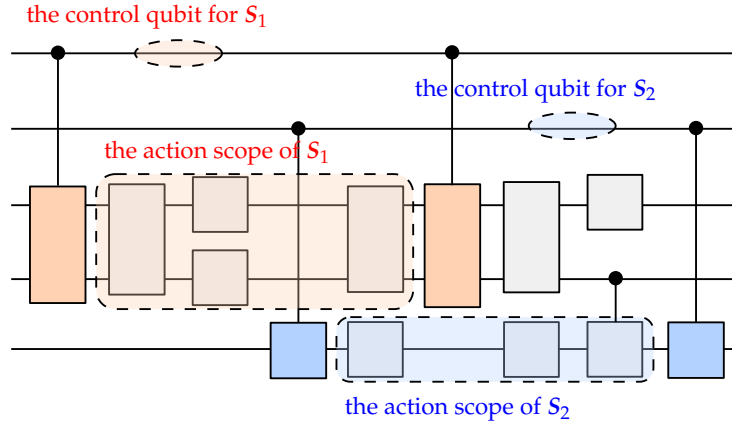 the control qubit for S₁
the control qubit for S₂
the action scope of S₁
the action scope of S₂